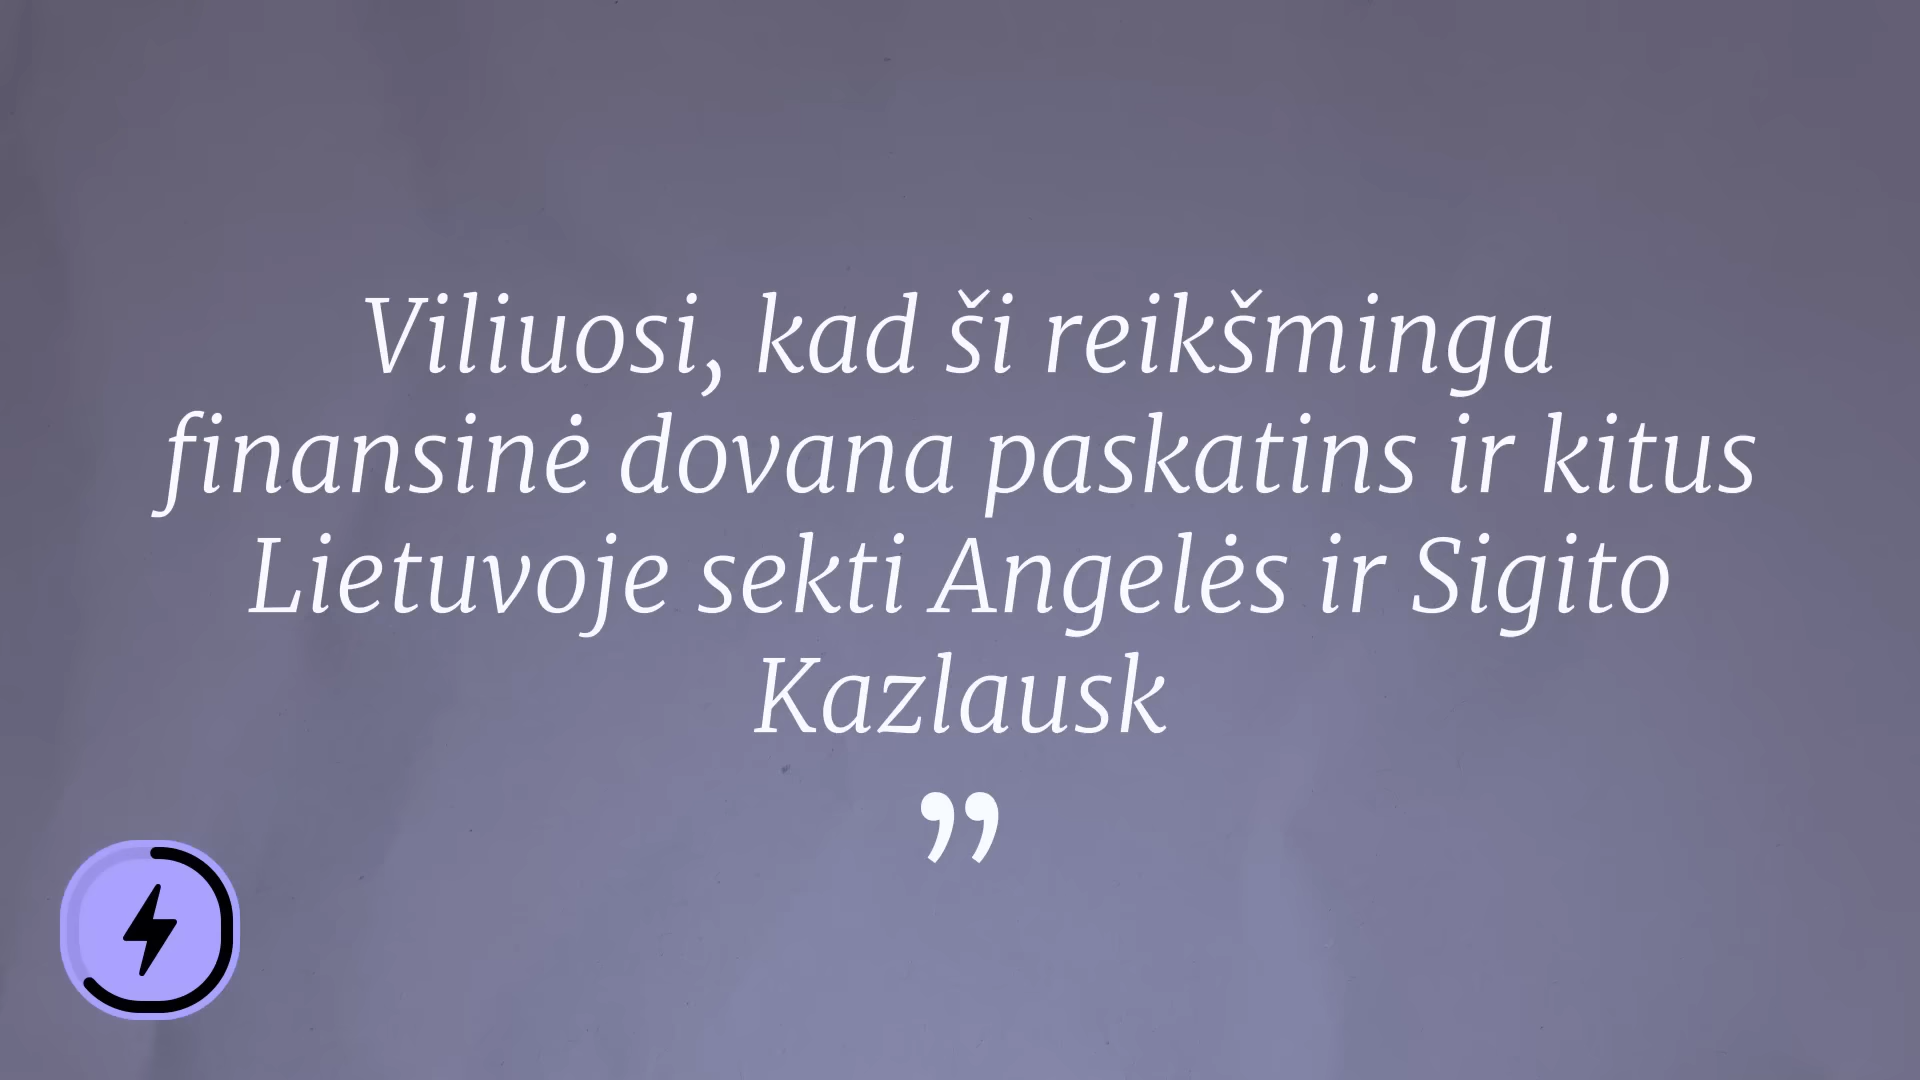 Viliuosi, kad ši reikšminga
finansinė dovana paskatins ir kitus
Lietuvoje sekti Angelės ir Sigito
Kazlausk
”